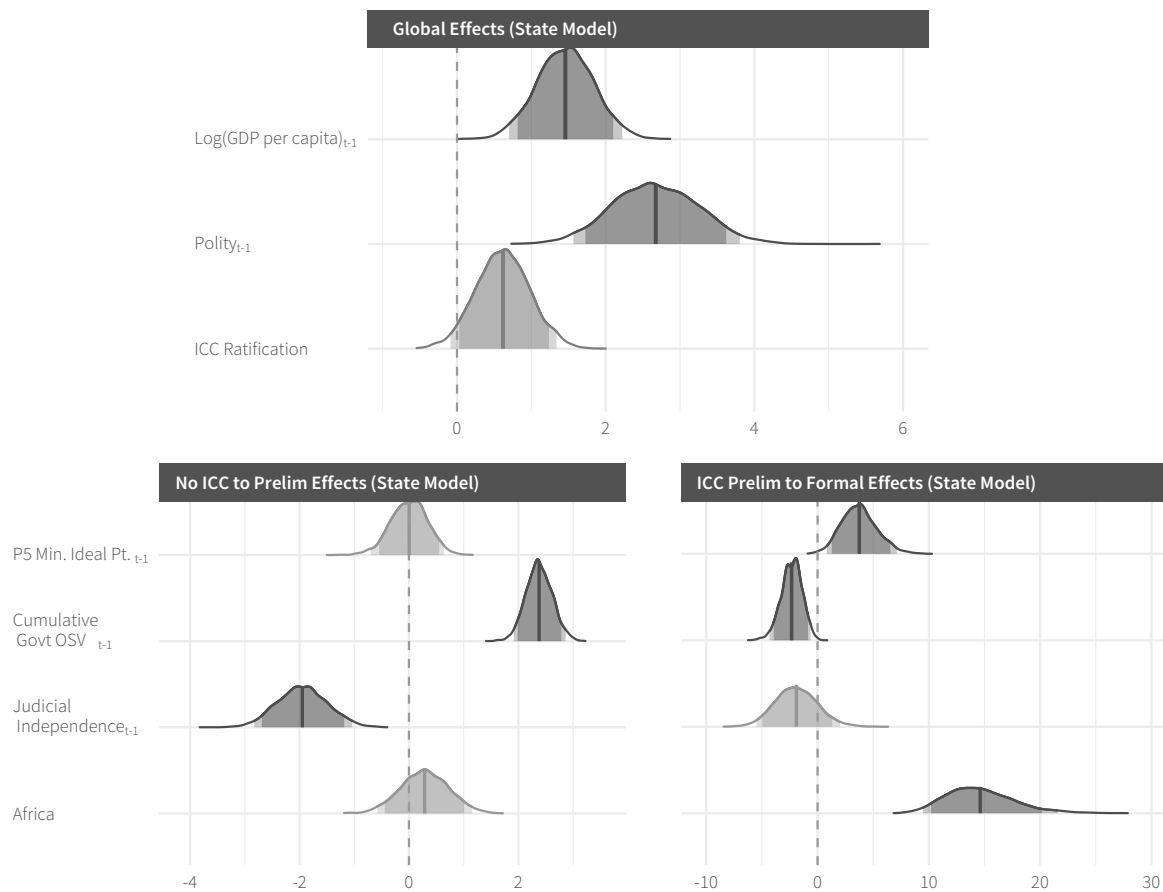 Global Effects (State Model)
Log(GDP per capita)t-1
Polityt-1
ICC Ratification
0 2 4 6
No ICC to Prelim Effects (State Model)
ICC Prelim to Formal Effects (State Model)
P5 Min. Ideal Pt. t-1
Cumulative
Govt OSV t-1
Judicial
Independencet-1
Africa
-4 -2 0 2
-10 0 10 20 30